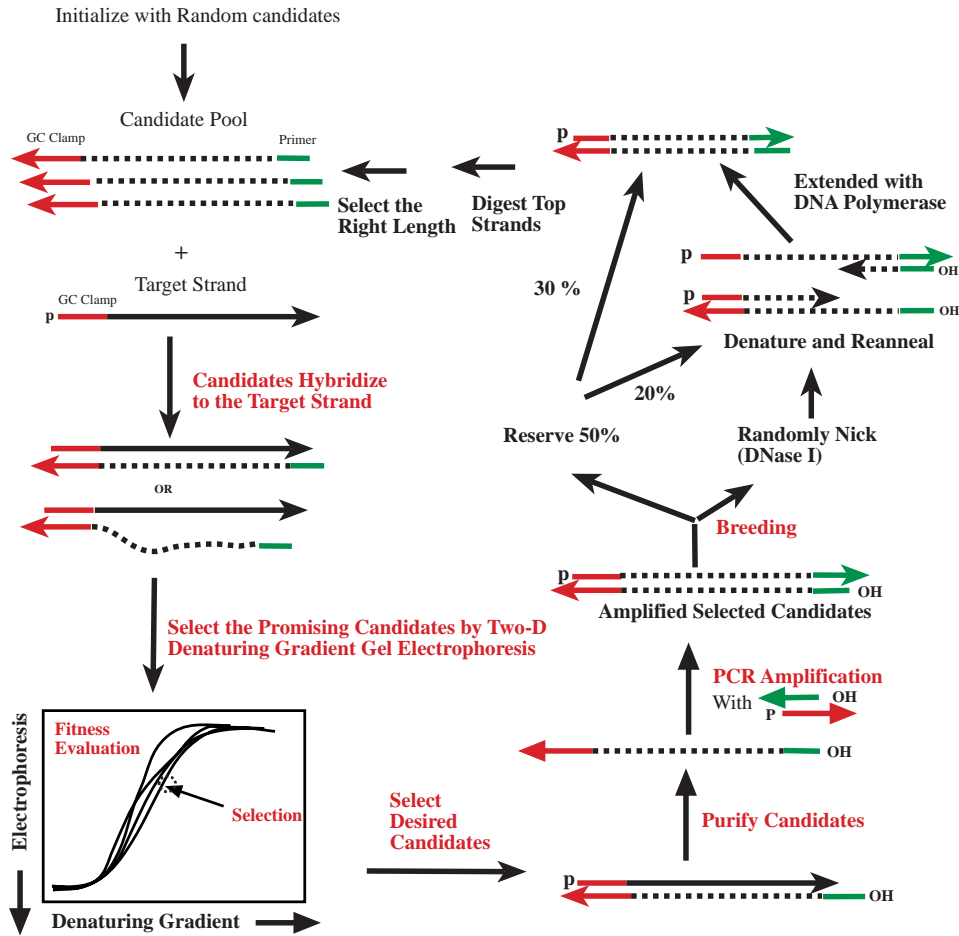 Initialize with Random candidates
Candidate Pool
GC Clamp
Primer
+
Target Strand
GC Clamp
p
Candidates Hybridize
to the Target Strand
OR
Select the Promising Candidates by Two-D
Denaturing Gradient Gel Electrophoresis
Electrophoresis
Fitness
Evaluation
Selection
Denaturing Gradient
Select
Desired
Candidates
p
OH
Purify Candidates
OH
PCR Amplification
With
OH
P
p
OH
Amplified Selected Candidates
Breeding
Reserve 50%
Randomly Nick
(DNase I)
20%
30 %
Denature and Reanneal
p
OH
p
OH
Extended with
DNA Polymerase
p
Digest Top
Strands
Select the
Right Length